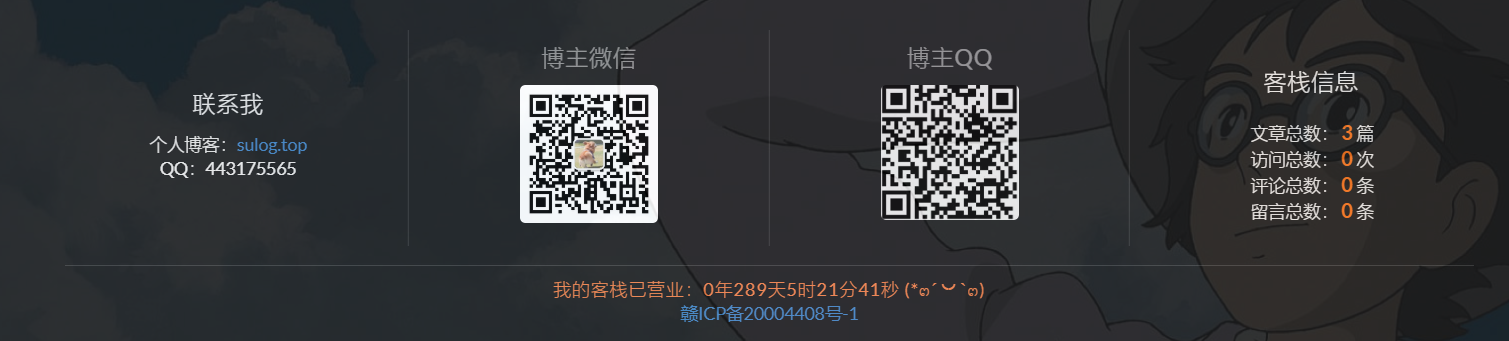 联系我
个人博客：sulog.top
QQ：443175565
博主微信
博主QQ
客栈信息
文章总数：3 篇
访问总数：0 次
评论总数：0 条
留言总数：0 条
我的客栈已营业：0年289天5时21分41秒 (*๓´╰╯`๓)
赣ICP备20004408号-1